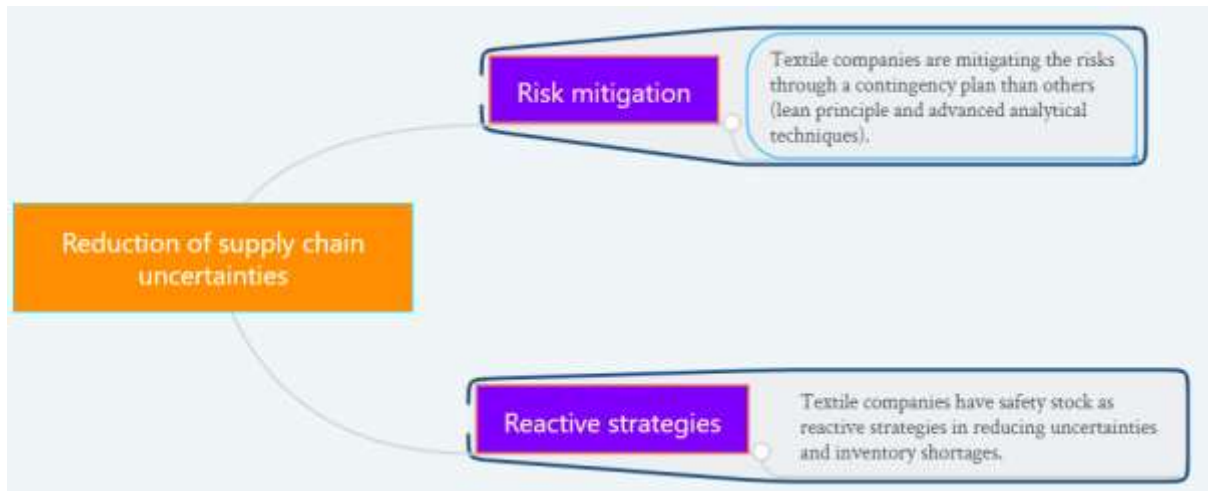 Risk mitigation
Textile companies are mitigating the risks
through a contingency plan than others
(lean principle and advanced analytical
techniques).
Reduction of supply chain
uncertainties
Reactive strategies
Textile companies have safety stock as
reactive strategies in reducing uncertainties
and inventory shortages.